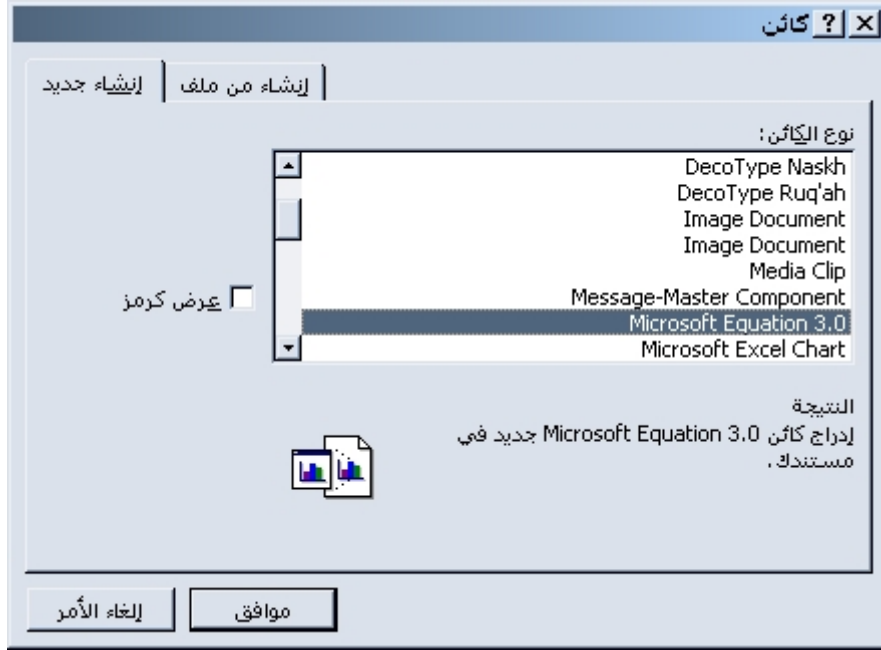 كائن
إنشاء جديد
إنشاء من ملف
نوع الكائن:
DecoType Naskh
DecoType Ruq'ah
Image Document
Image Document
Media Clip
Message-Master Component
Microsoft Equation 3.0
Microsoft Excel Chart
عرض كرمز
النتيجة
إدراج كائن Microsoft Equation 3.0 جديد في
مستندك.
موافق
إلغاء الأمر